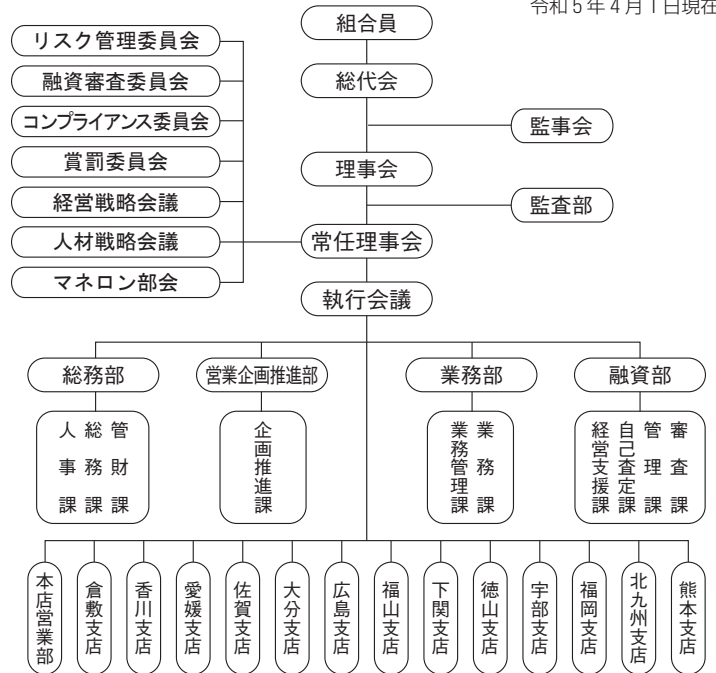 令和5年4月1日現在
組合員
総代会
監事会
理事会
監査部
常任理事会
執行会議
リスク管理委員会
融資審査委員会
コンプライアンス委員会
賞罰委員会
経営戦略会議
人材戦略会議
マネロン部会
総務部
営業企画推進部
業務部
融資部
管財課
総務課
人事課
企画推進課
業務課
業務管理課
審査課
管理課
自己査定課
経営支援課
本店営業部
倉敷支店
香川支店
愛媛支店
佐賀支店
大分支店
広島支店
福山支店
下関支店
徳山支店
宇部支店
福岡支店
北九州支店
熊本支店